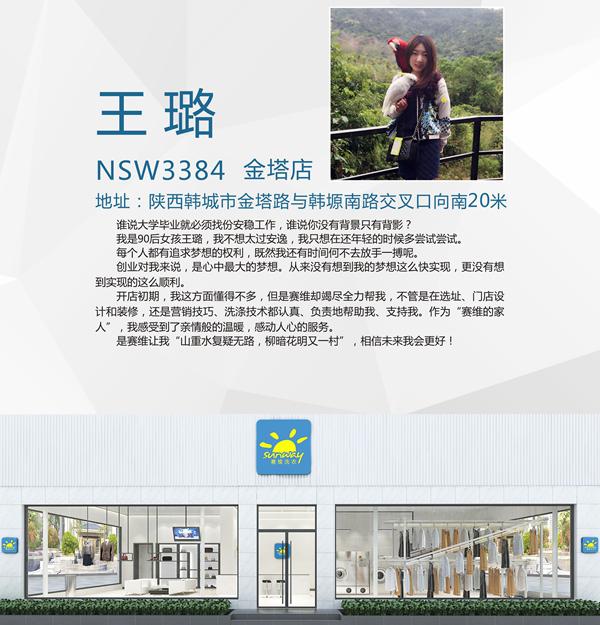 王璐
NSW3384 金塔店
地址：陕西韩城市金塔路与韩塬南路交叉口向南20米
谁说大学毕业就必须找份安稳工作，谁说你没有背景只有背影？
我是90后女孩王璐，我不想太过安逸，我只想在还年轻的时候多尝试尝试。
每个人都有追求梦想的权利，既然我还有时间何不去放手一搏呢。
创业对我来说，是心中最大的梦想。从来没有想到我的梦想这么快实现，更没有想
到实现的这么顺利。
开店初期，我这方面懂得不多，但是赛维却竭尽全力帮我，不管是在选址、门店设
计和装修，还是营销技巧、洗涤技术都认真、负责地帮助我、支持我。作为“赛维的家
人”，我感受到了亲情般的温暖，感动人心的服务。
是赛维让我“山重水复疑无路，柳暗花明又一村”，相信未来我会更好！
sunway
赛维洗衣